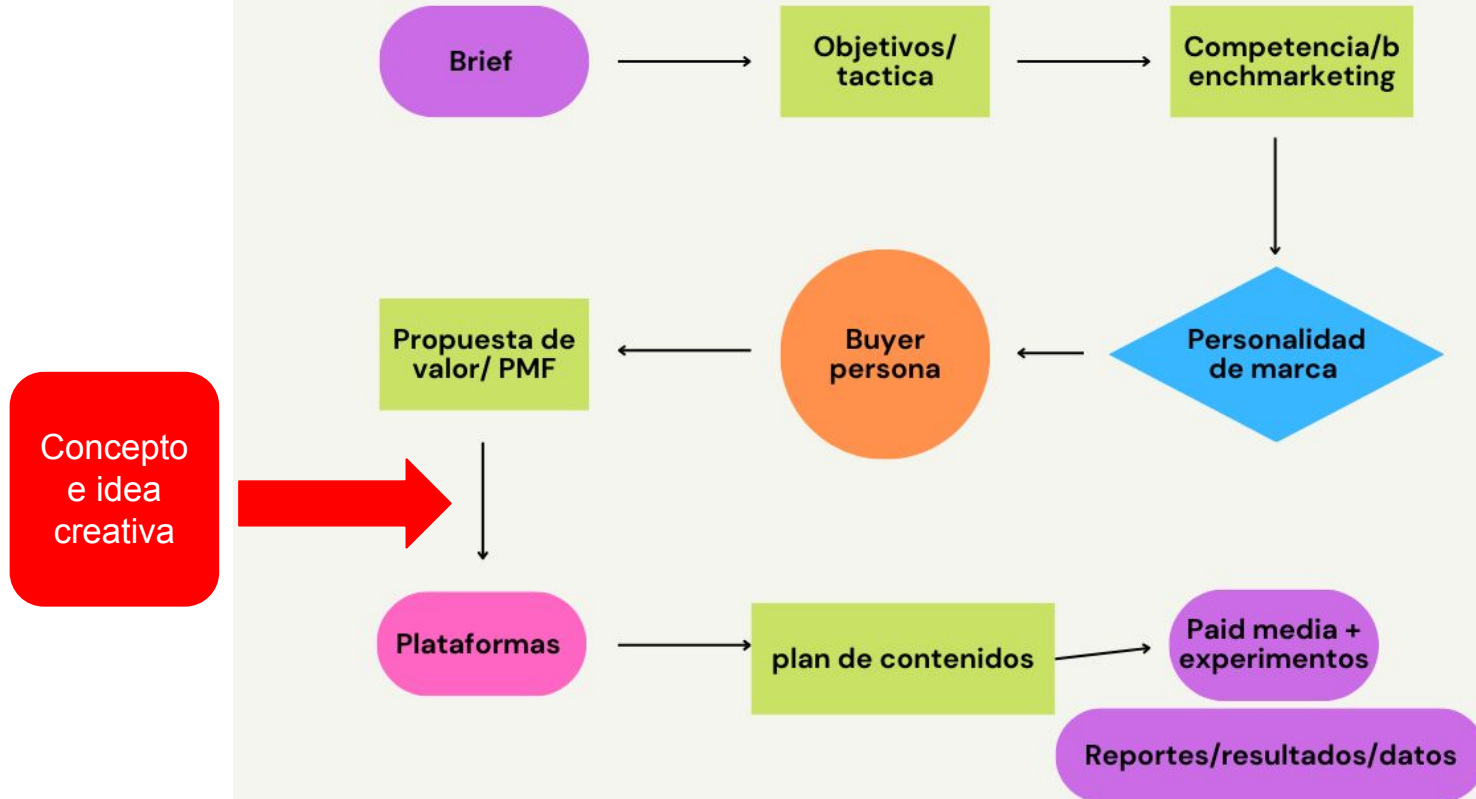 Brief
Objetivos/
tactica
Competencia/b
enchmarketing
Propuesta de
valor/ PMF
Buyer
persona
Personalidad
de marca
Concepto
e idea
creativa
Plataformas
plan de contenidos
Paid media +
experimentos
Reportes/resultados/datos